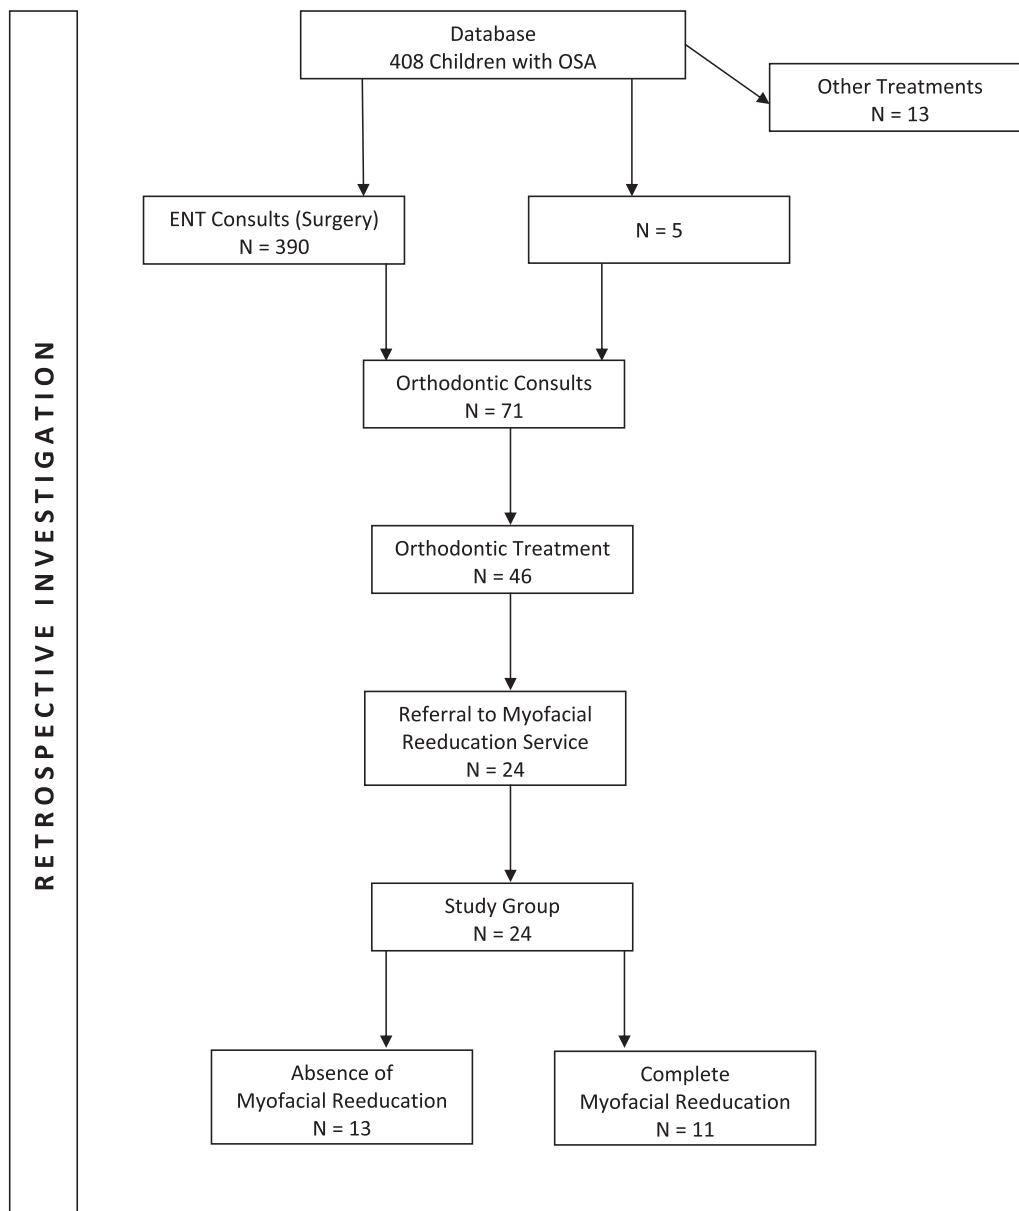 RETROSPECTIVE INVESTIGATION
Database
408 Children with OSA
Other Treatments
N = 13
ENT Consults (Surgery)
N = 390
N = 5
Orthodontic Consults
N = 71
Orthodontic Treatment
N = 46
Referral to Myofacial
Reeducation Service
N = 24
Study Group
N = 24
Absence of
Myofacial Reeducation
N = 13
Complete
Myofacial Reeducation
N = 11